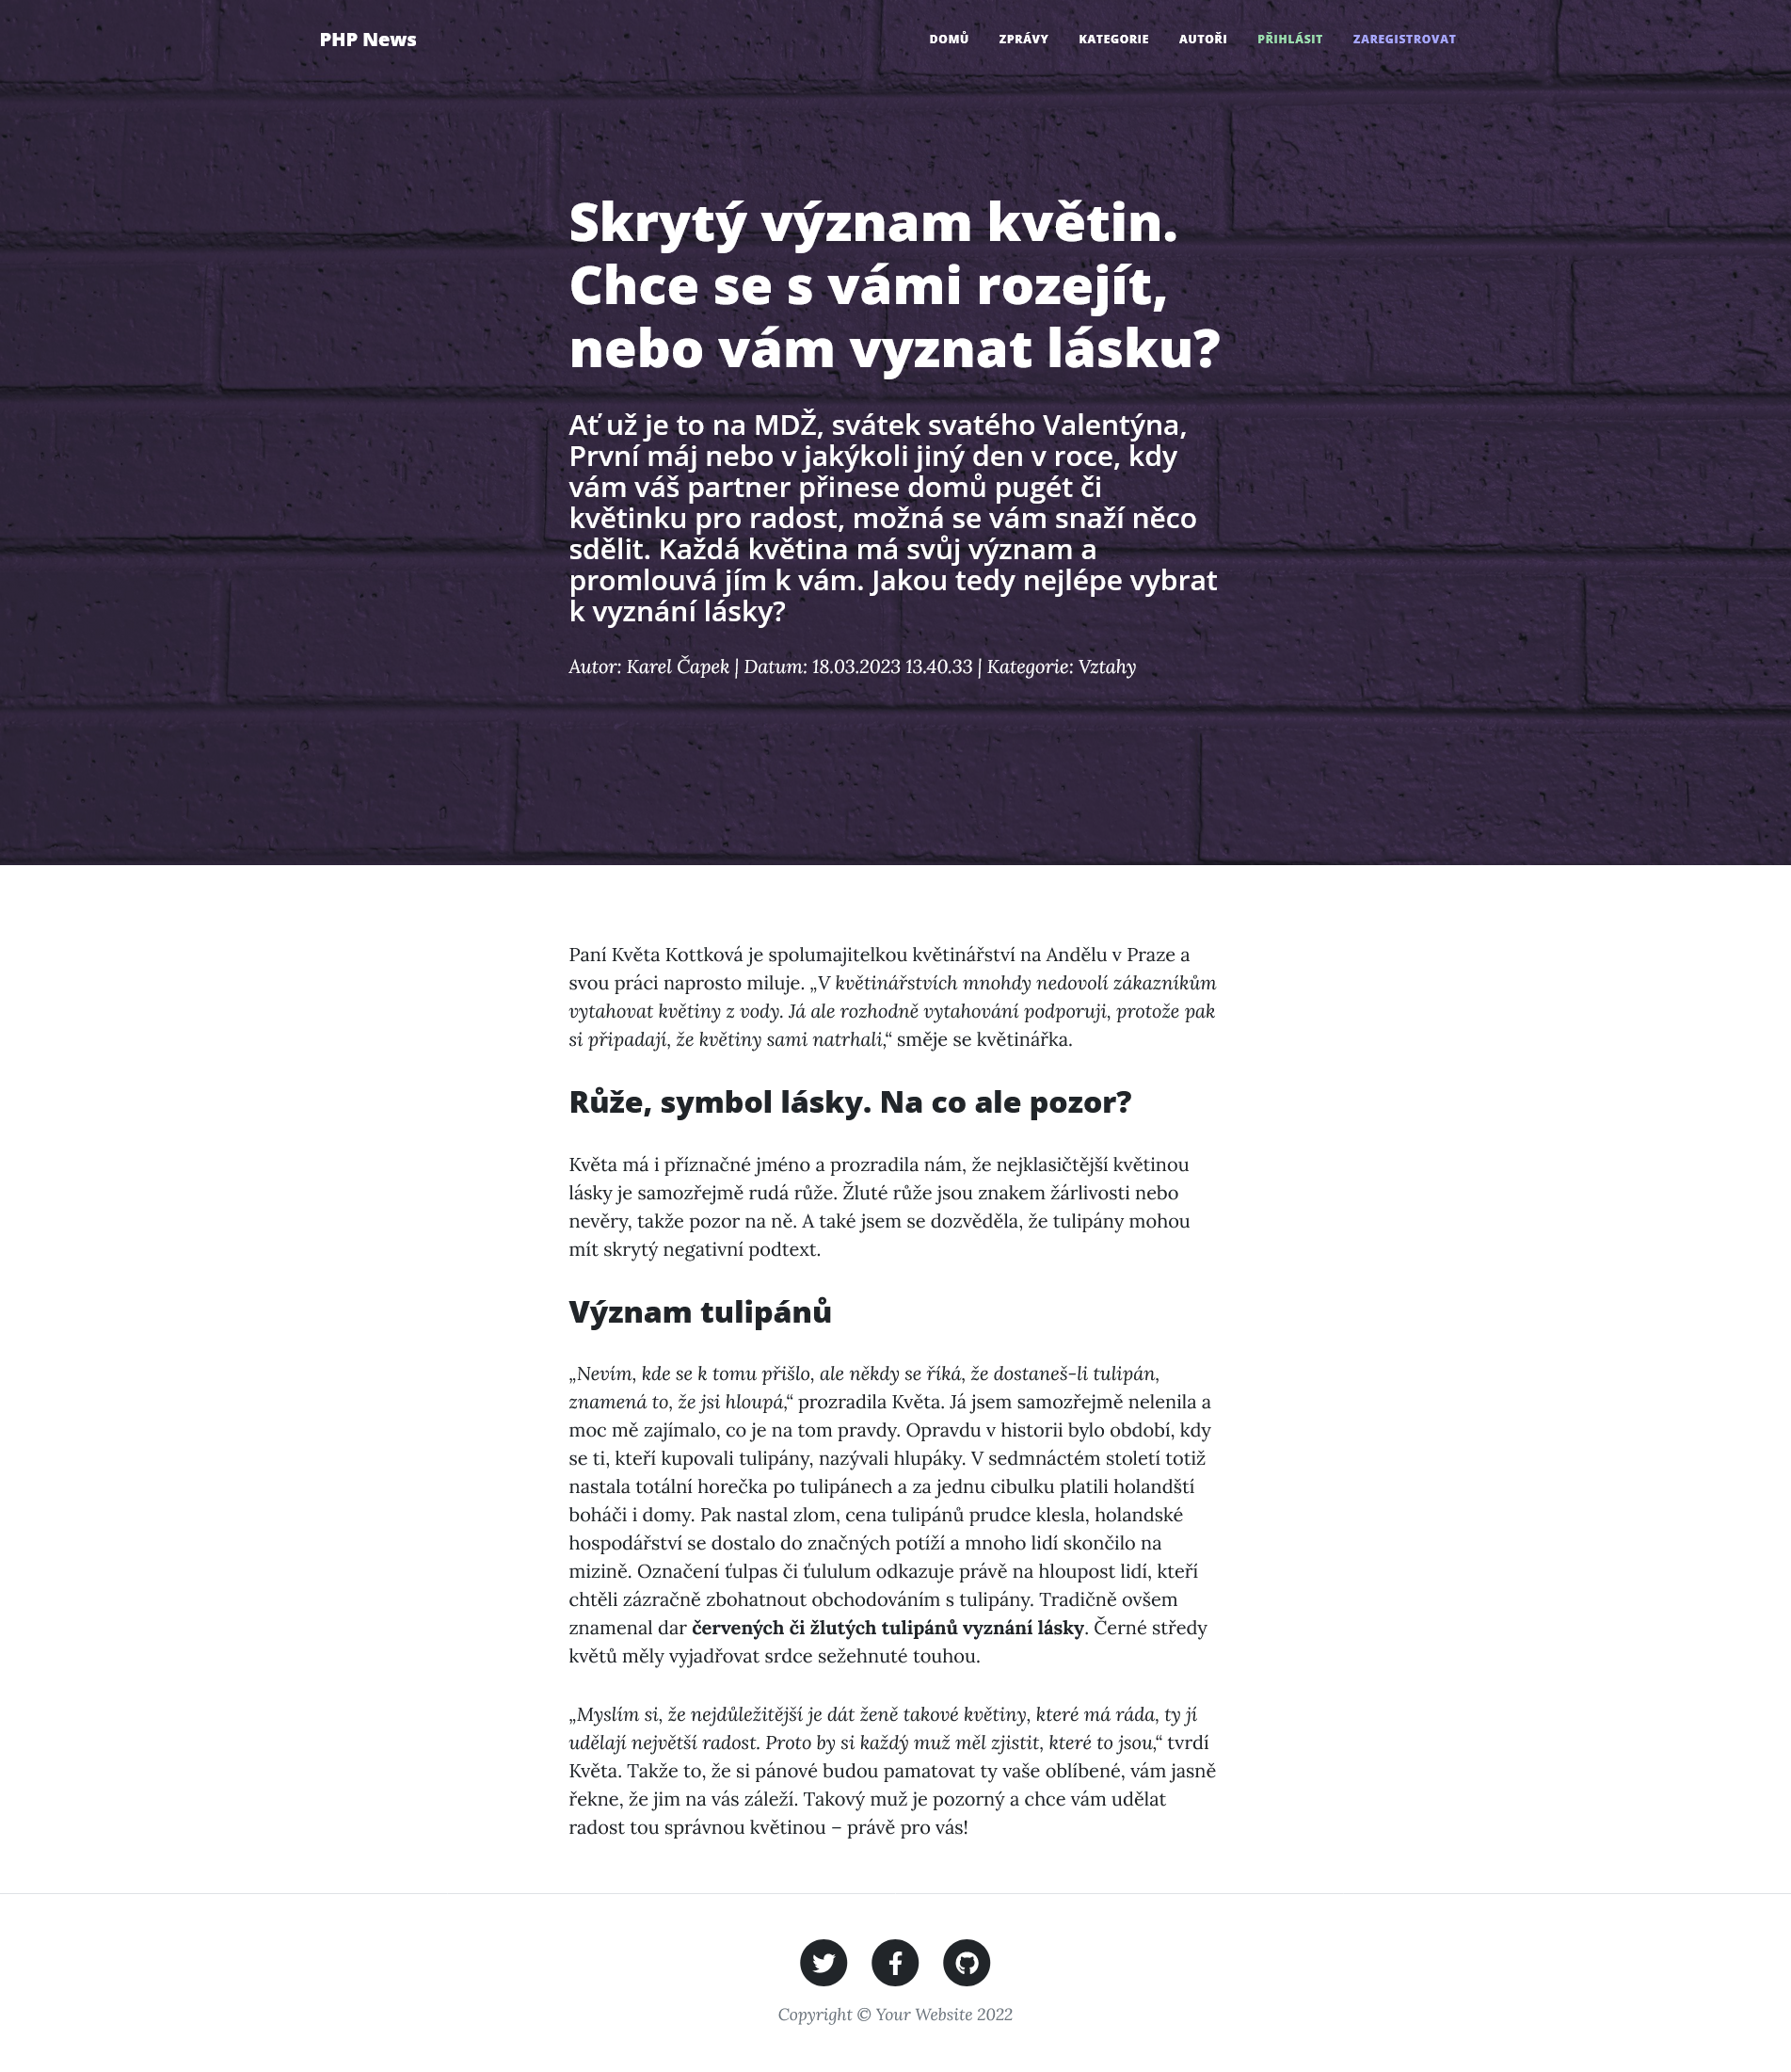 PHP News
DOMŮ ZPRÁVY KATEGORIE AUTOŘI PŘIHLÁSIT ZAREGISTROVAT
Skrytý význam květin.
Chce se s vámi rozejít,
nebo vám vyznat lásku?
Ať už je to na MDŽ, svátek svatého Valentýna,
První máj nebo v jakýkoli jiný den v roce, kdy
vám váš partner přinese domů pugét či
květinku pro radost, možná se vám snaží něco
sdělit. Každá květina má svůj význam a
promlouvá jím k vám. Jakou tedy nejlépe vybrat
k vyznání lásky?
Autor: Karel Čapek | Datum: 18.03.2023 13.40.33 | Kategorie: Vztahy
Paní Květa Kottková je spolumajitelkou květinářství na Andělu v Praze a
svou práci naprosto miluje. „V květinářstvích mnohdy nedovolí zákazníkům
vytahovat květiny z vody. Já ale rozhodně vytahování podporuji, protože pak
si připadají, že květiny sami natrhali,“ směje se květinářka.
Růže, symbol lásky. Na co ale pozor?
Květa má i příznačné jméno a prozradila nám, že nejklasičtější květinou
lásky je samozřejmě rudá růže. Žluté růže jsou znakem žárlivosti nebo
nevěry, takže pozor na ně. A také jsem se dozvěděla, že tulipány mohou
mít skrytý negativní podtext.
Význam tulipánů
„Nevím, kde se k tomu přišlo, ale někdy se říká, že dostaneš-li tulipán,
znamená to, že jsi hloupá,“ prozradila Květa. Já jsem samozřejmě nelenila a
moc mě zajímalo, co je na tom pravdy. Opravdu v historii bylo období, kdy
se ti, kteří kupovali tulipány, nazývali hlupáky. V sedmnáctém století totiž
nastala totální horečka po tulipánech a za jednu cibulku platili holandští
boháči i domy. Pak nastal zlom, cena tulipánů prudce klesla, holandské
hospodářství se dostalo do značných potíží a mnoho lidí skončilo na
mizině. Označení ťulpas či ťululum odkazuje právě na hloupost lidí, kteří
chtěli zázračně zbohatnout obchodováním s tulipány. Tradičně ovšem
znamenal dar červených či žlutých tulipánů vyznání lásky. Černé středy
květů měly vyjadřovat srdce sežehnuté touhou.
„Myslím si, že nejdůležitější je dát ženě takové květiny, které má ráda, ty jí
udělají největší radost. Proto by si každý muž měl zjistit, které to jsou,“ tvrdí
Květa. Takže to, že si pánové budou pamatovat ty vaše oblíbené, vám jasně
řekne, že jim na vás záleží. Takový muž je pozorný a chce vám udělat
radost tou správnou květinou – právě pro vás!
Copyright © Your Website 2022